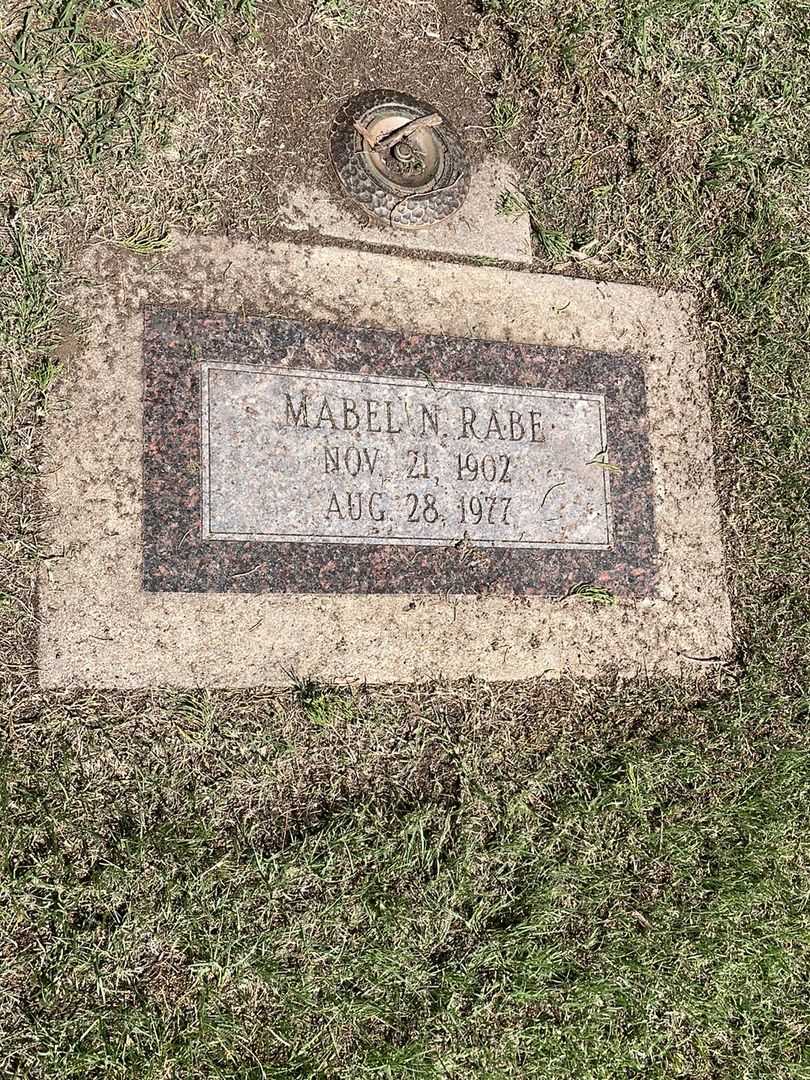 MABEL N. RABE
NOV. 21, 1902
AUG. 28, 1977